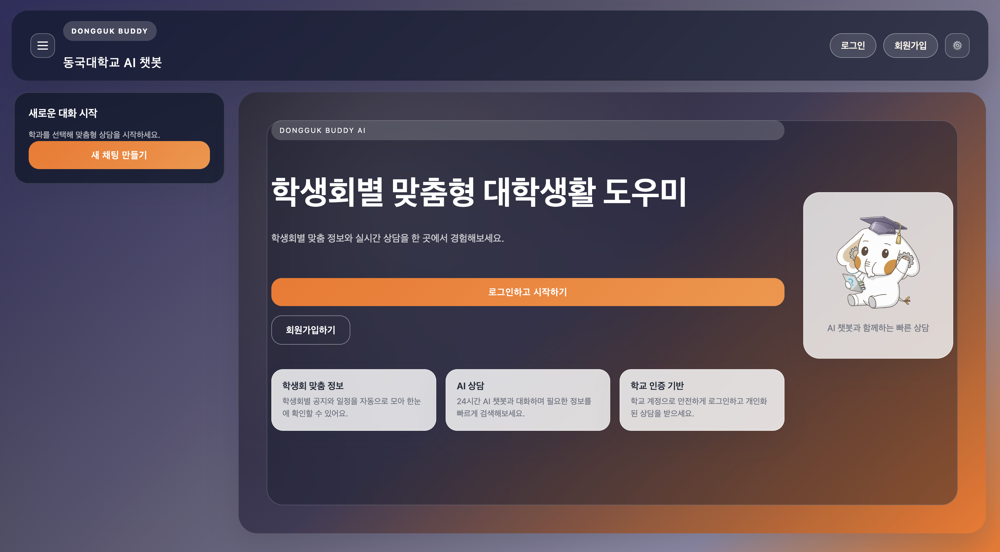 DONGGUK BUDDY
동국대학교 AI 챗봇
로그인
회원가입
새로운 대화 시작
학과를 선택해 맞춤형 상담을 시작하세요.
새 채팅 만들기
DONGGUK BUDDY AI
학생회별 맞춤형 대학생활 도우미
학생회별 맞춤 정보와 실시간 상담을 한 곳에서 경험해보세요.
로그인하고 시작하기
회원가입하기
DGU
?
AI 챗봇과 함께하는 빠른 상담
학생회 맞춤 정보
학생회별 공지와 일정을 자동으로 모아 한눈
에 확인할 수 있어요.
AI 상담
24시간 AI 챗봇과 대화하며 필요한 정보를
빠르게 검색해보세요.
학교 인증 기반
학교 계정으로 안전하게 로그인하고 개인화
된 상담을 받으세요.